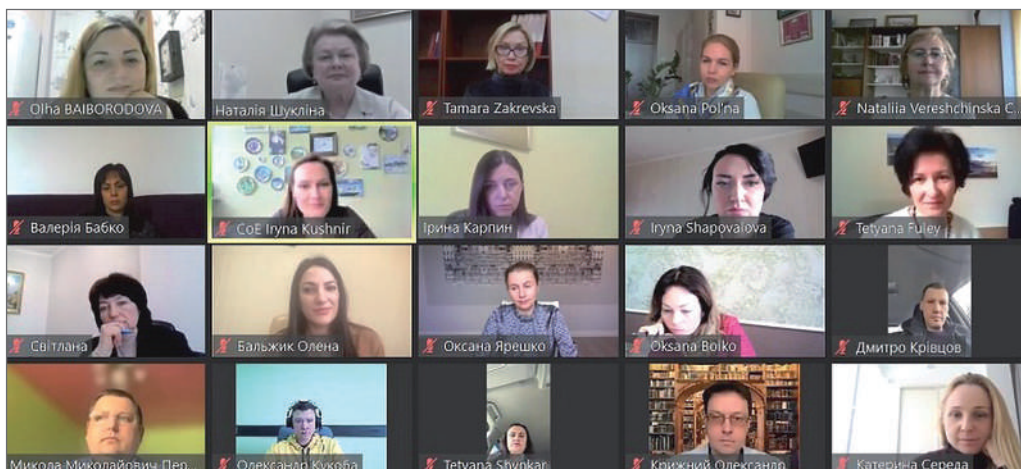 Olha BAIBORODOVA
Наталія Шукліна
Tamara Zakrevska
Oksana Pol'na
Nataliia Vereshchinska C...
Валерія Бабко
CoE Iryna Kushnir
Ірина Карпин
Iryna Shapovalova
Tetyana Fuley
Світлана
Бальжик Олена
Оксана Ярешко
Oksana Bolko
Дмитро Крівцов
Микола Миколайович Пер...
Олександр Кукоба
Tetyana Shynkar
Крижний Олександр
Катерина Середа